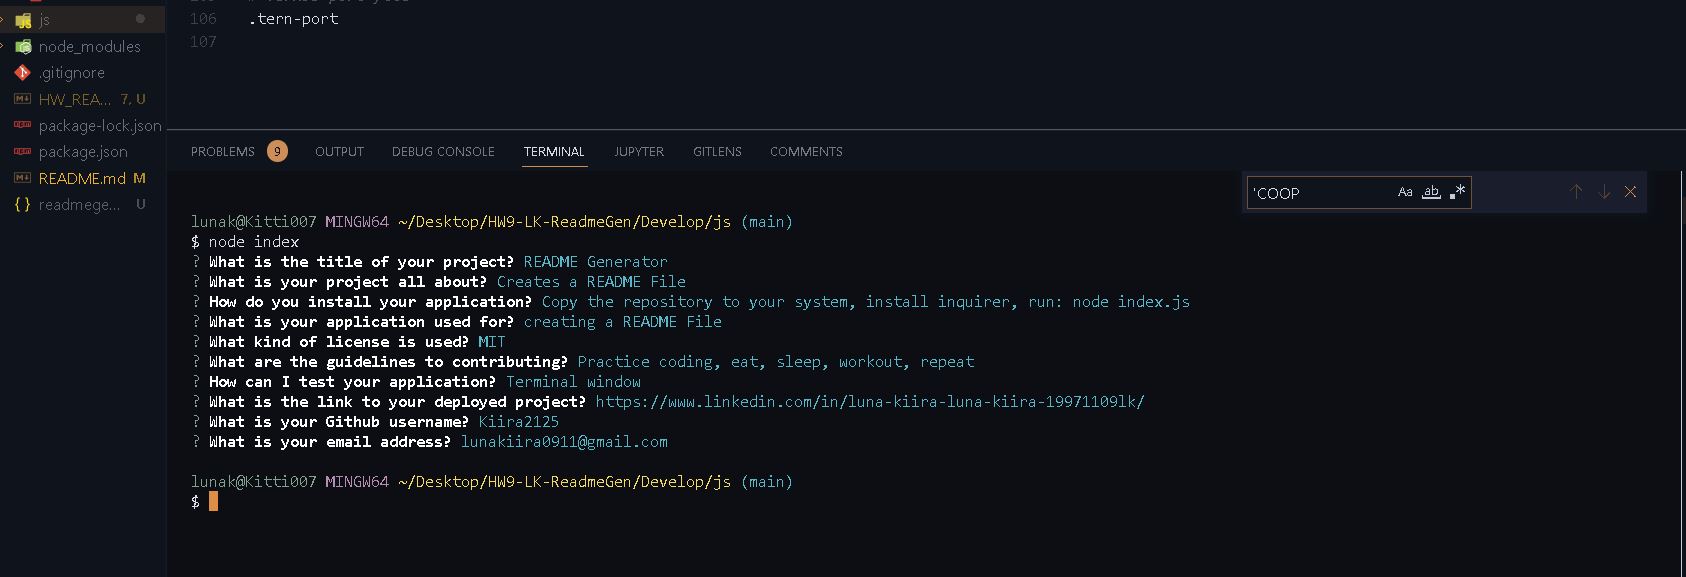 js
node_modules
.gitignore
HW_REA... 7, U
package-lock.json
package.json
README.md M
{ } readmege... U
106 .tern-port
107
PROBLEMS 9 OUTPUT DEBUG CONSOLE TERMINAL JUPYTER GITLENS COMMENTS
'COOP Aa ab .*
lunak@Kitti007 MINGW64 ~/Desktop/HW9-LK-ReadmeGen/Develop/js (main)
$ node index
? What is the title of your project? README Generator
? What is your project all about? Creates a README File
? How do you install your application? Copy the repository to your system, install inquirer, run: node index.js
? What is your application used for? creating a README File
? What kind of license is used? MIT
? What are the guidelines to contributing? Practice coding, eat, sleep, workout, repeat
? How can I test your application? Terminal window
? What is the link to your deployed project? https://www.linkedin.com/in/luna-kiira-luna-kiira-19971109lk/
? What is your Github username? Kiira2125
? What is your email address? lunakiira0911@gmail.com
lunak@Kitti007 MINGW64 ~/Desktop/HW9-LK-ReadmeGen/Develop/js (main)
$